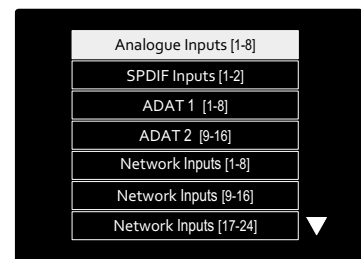 Analogue Inputs [1-8]
SPDIF Inputs [1-2]
ADAT 1 [1-8]
ADAT 2 [9-16]
Network Inputs [1-8]
Network Inputs [9-16]
Network Inputs [17-24]